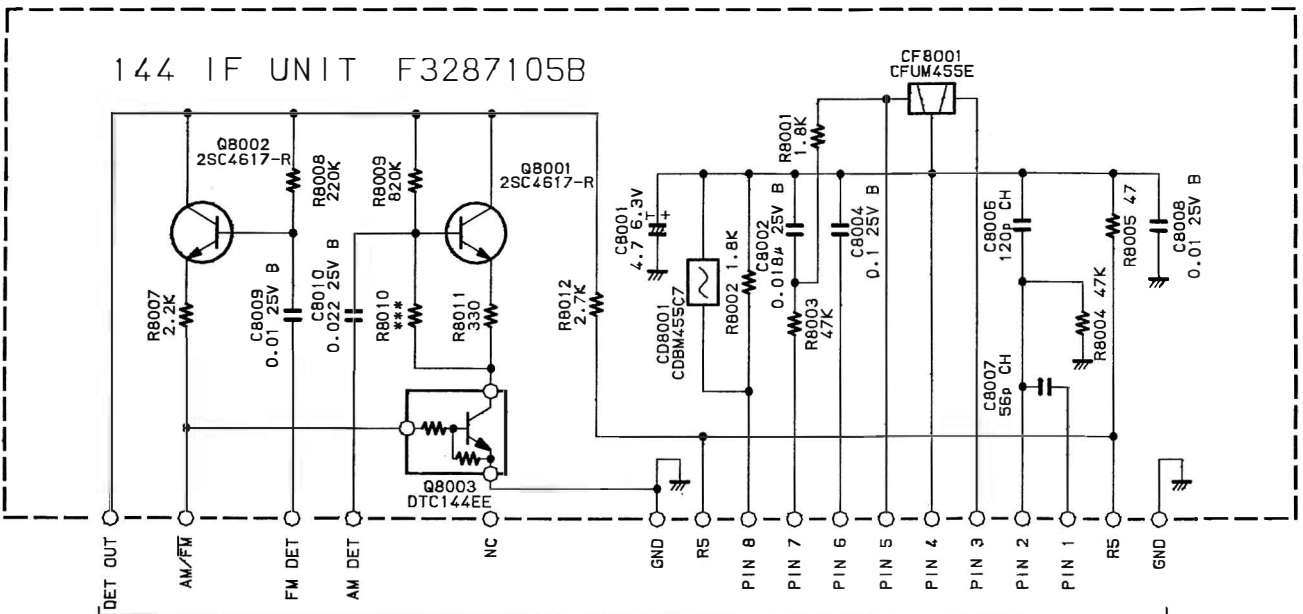 144 IF UNIT F3287105B
CF8001
CFUM455E
Q8002
2SC4617-R
R8008
220K
R8009
820K
Q8001
2SC4617-R
R8001
1.8K
R8007
2.2K
C8009
0.01 25V B
C8010
0.022 25V B
R8010
***
R8011
330
R8012
2.7K
C8001
4.7 6.3V
T
+
CD8001
CDBM455C7
R8002 1.8K
C8002
0.018µ 25V B
R8003
47K
C8004
0.1 25V B
C8006
120p CH
R8004 47K
C8007
56p CH
R8005 47
C8008
0.01 25V B
Q8003
DTC144EE
DET OUT
AM/FM
FM DET
AM DET
NC
GND
R5
PIN 8
PIN 7
PIN 6
PIN 5
PIN 4
PIN 3
PIN 2
PIN 1
R5
GND